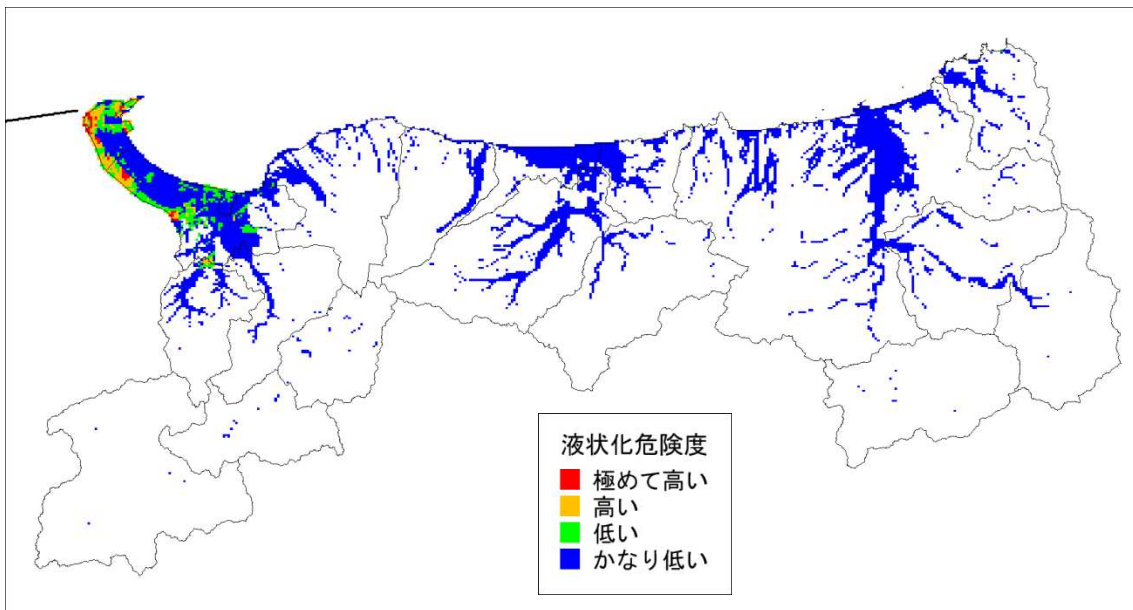 液状化危険度
極めて高い
高い
低い
かなり低い